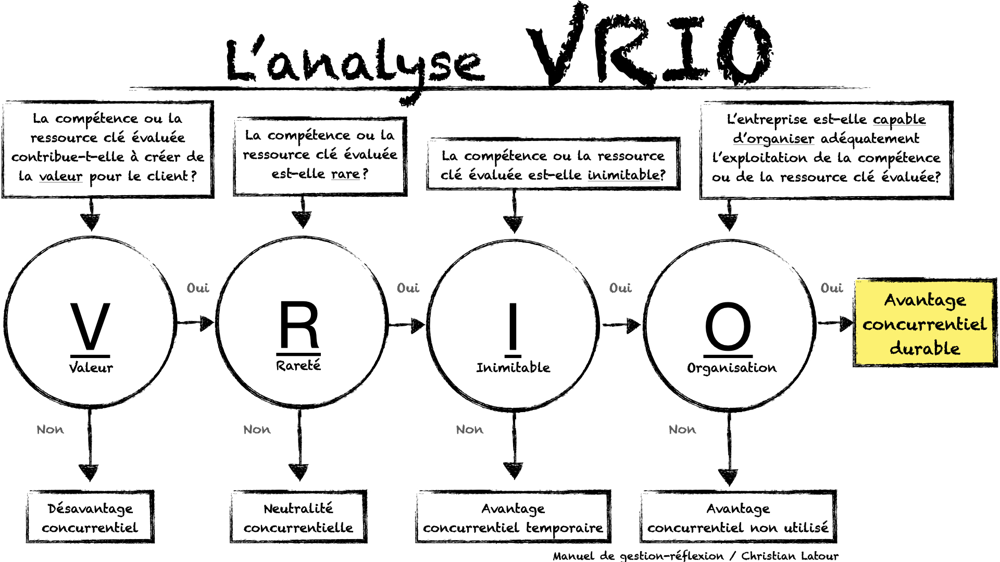 L'analyse VRIO
La compétence ou la
ressource clé évaluée
contribue-t-elle à créer de
la valeur pour le client ?
La compétence ou la
ressource clé évaluée
est-elle rare ?
La compétence ou la ressource
clé évaluée est-elle inimitable?
L'entreprise est-elle capable
d'organiser adéquatement
l'exploitation de la compétence
ou de la ressource clé évaluée?
V
Valeur
Oui
R
Rareté
Oui
I
Inimitable
Oui
O
Organisation
Oui
Avantage
concurrentiel
durable
Non
Non
Non
Non
Désavantage
concurrentiel
Neutralité
concurrentielle
Avantage
concurrentiel temporaire
Avantage
concurrentiel non utilisé
Manuel de gestion-réflexion / Christian Latour